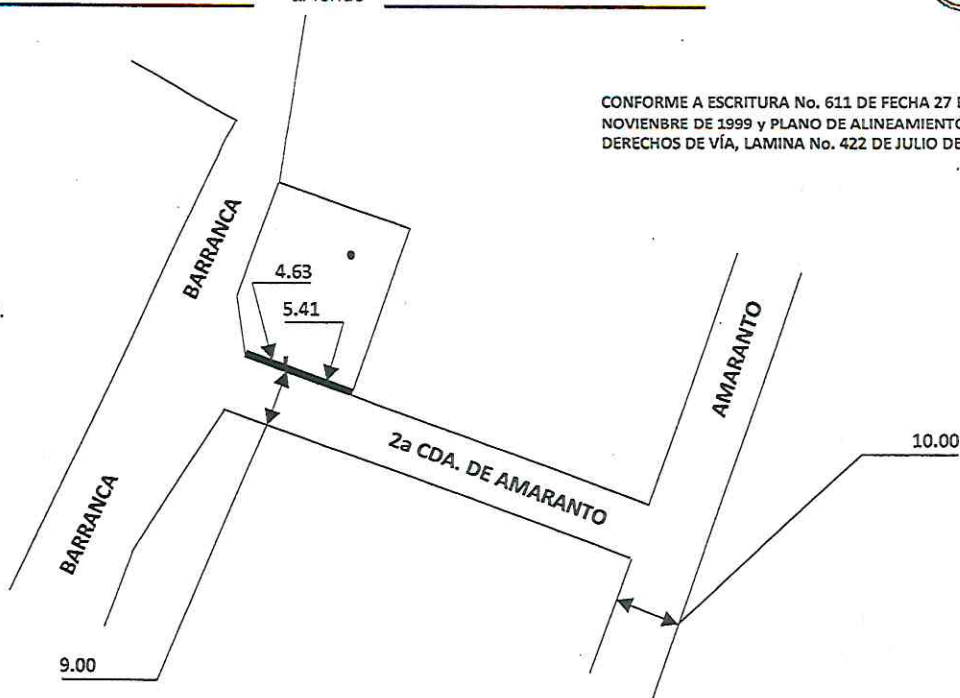 CONFORME A ESCRITURA No. 611 DE FECHA 27
NOVIENBRE DE 1999 y PLANO DE ALINEAMIENTO
DERECHOS DE VÍA, LAMINA No. 422 DE JULIO DE
BARRANCA
4.63
5.41
AMARANTO
2a CDA. DE AMARANTO
10.00
BARRANCA
9.00